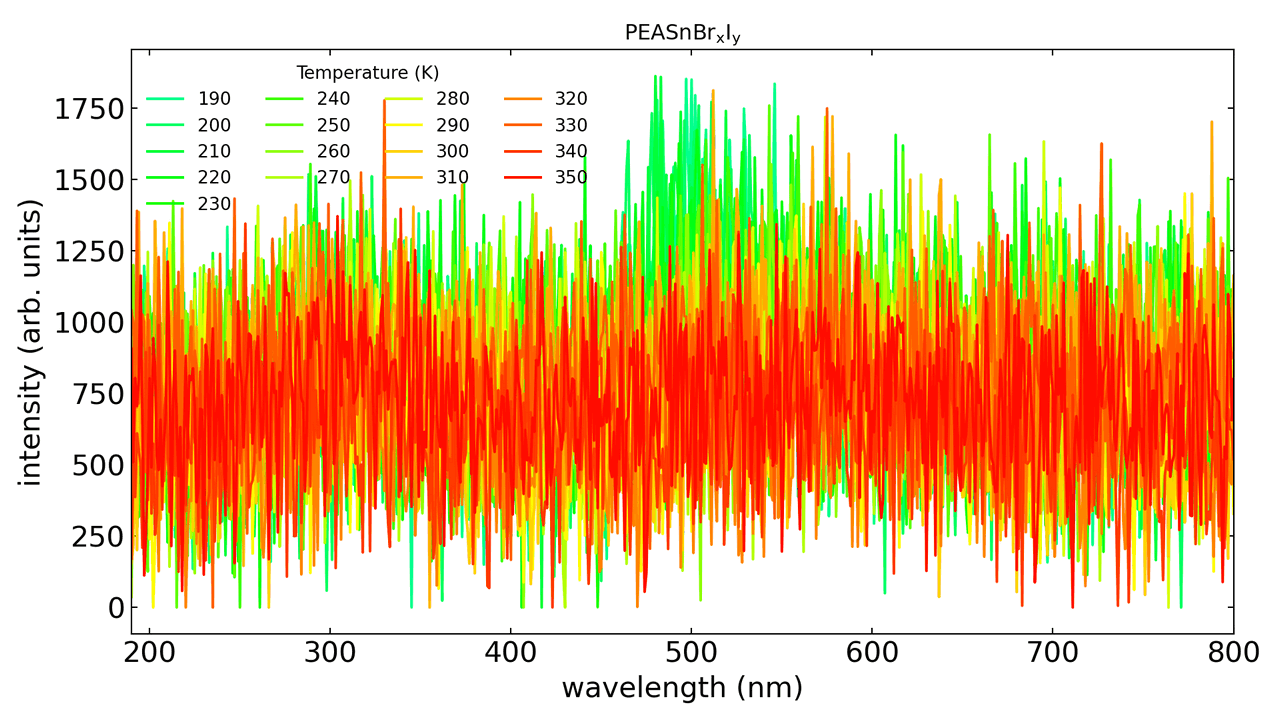 PEASnBrxIy
Temperature (K)
190 240 280 320
200 250 290 330
210 260 300 340
220 270 310 350
230
1750
1500
1250
1000
750
500
250
0
intensity (arb. units)
200 300 400 500 600 700 800
wavelength (nm)